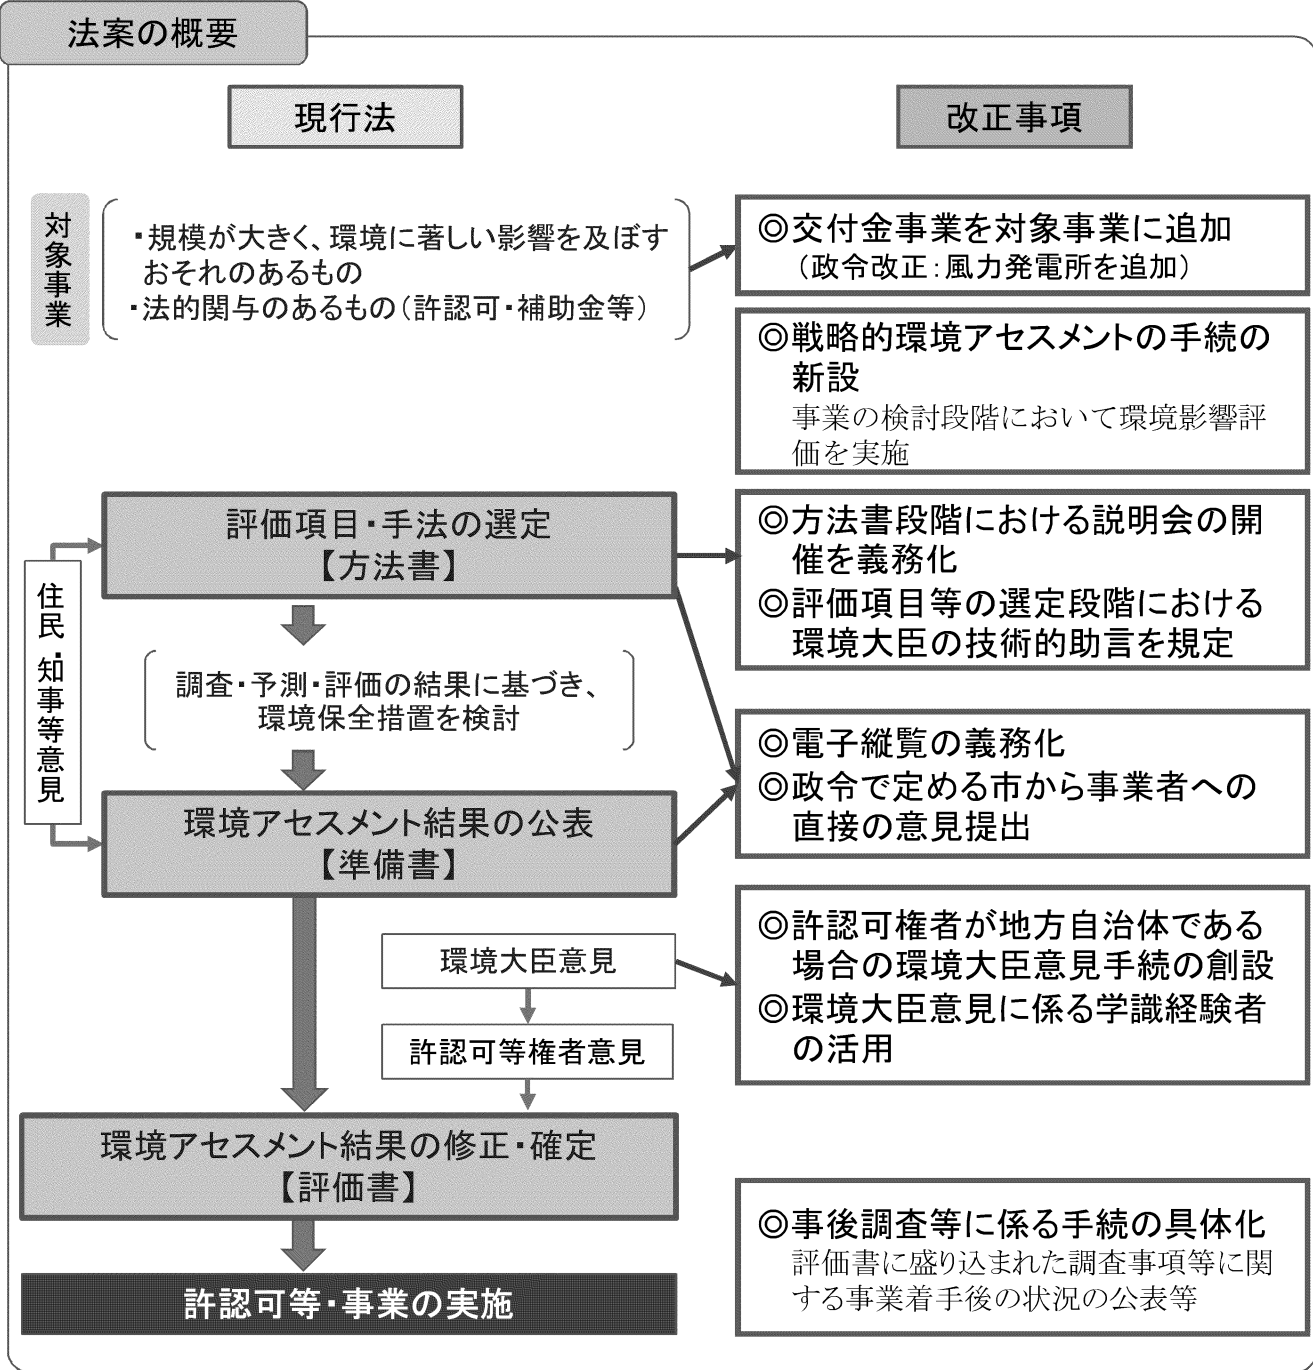 法案の概要
現行法
改正事項
対象事業
・規模が大きく、環境に著しい影響を及ぼす
おそれのあるもの
・法的関与のあるもの（許認可・補助金等）
◎交付金事業を対象事業に追加
（政令改正：風力発電所を追加）
◎戦略的環境アセスメントの手続の
新設
事業の検討段階において環境影響評
価を実施
評価項目・手法の選定
【方法書】
◎方法書段階における説明会の開
催を義務化
◎評価項目等の選定段階における
環境大臣の技術的助言を規定
住民・知事等意見
調査・予測・評価の結果に基づき、
環境保全措置を検討
◎電子縦覧の義務化
◎政令で定める市から事業者への
直接の意見提出
環境アセスメント結果の公表
【準備書】
環境大臣意見
許認可等権者意見
◎許認可権者が地方自治体である
場合の環境大臣意見手続の創設
◎環境大臣意見に係る学識経験者
の活用
環境アセスメント結果の修正・確定
【評価書】
◎事後調査等に係る手続の具体化
評価書に盛り込まれた調査事項等に関
する事業着手後の状況の公表等
許認可等・事業の実施